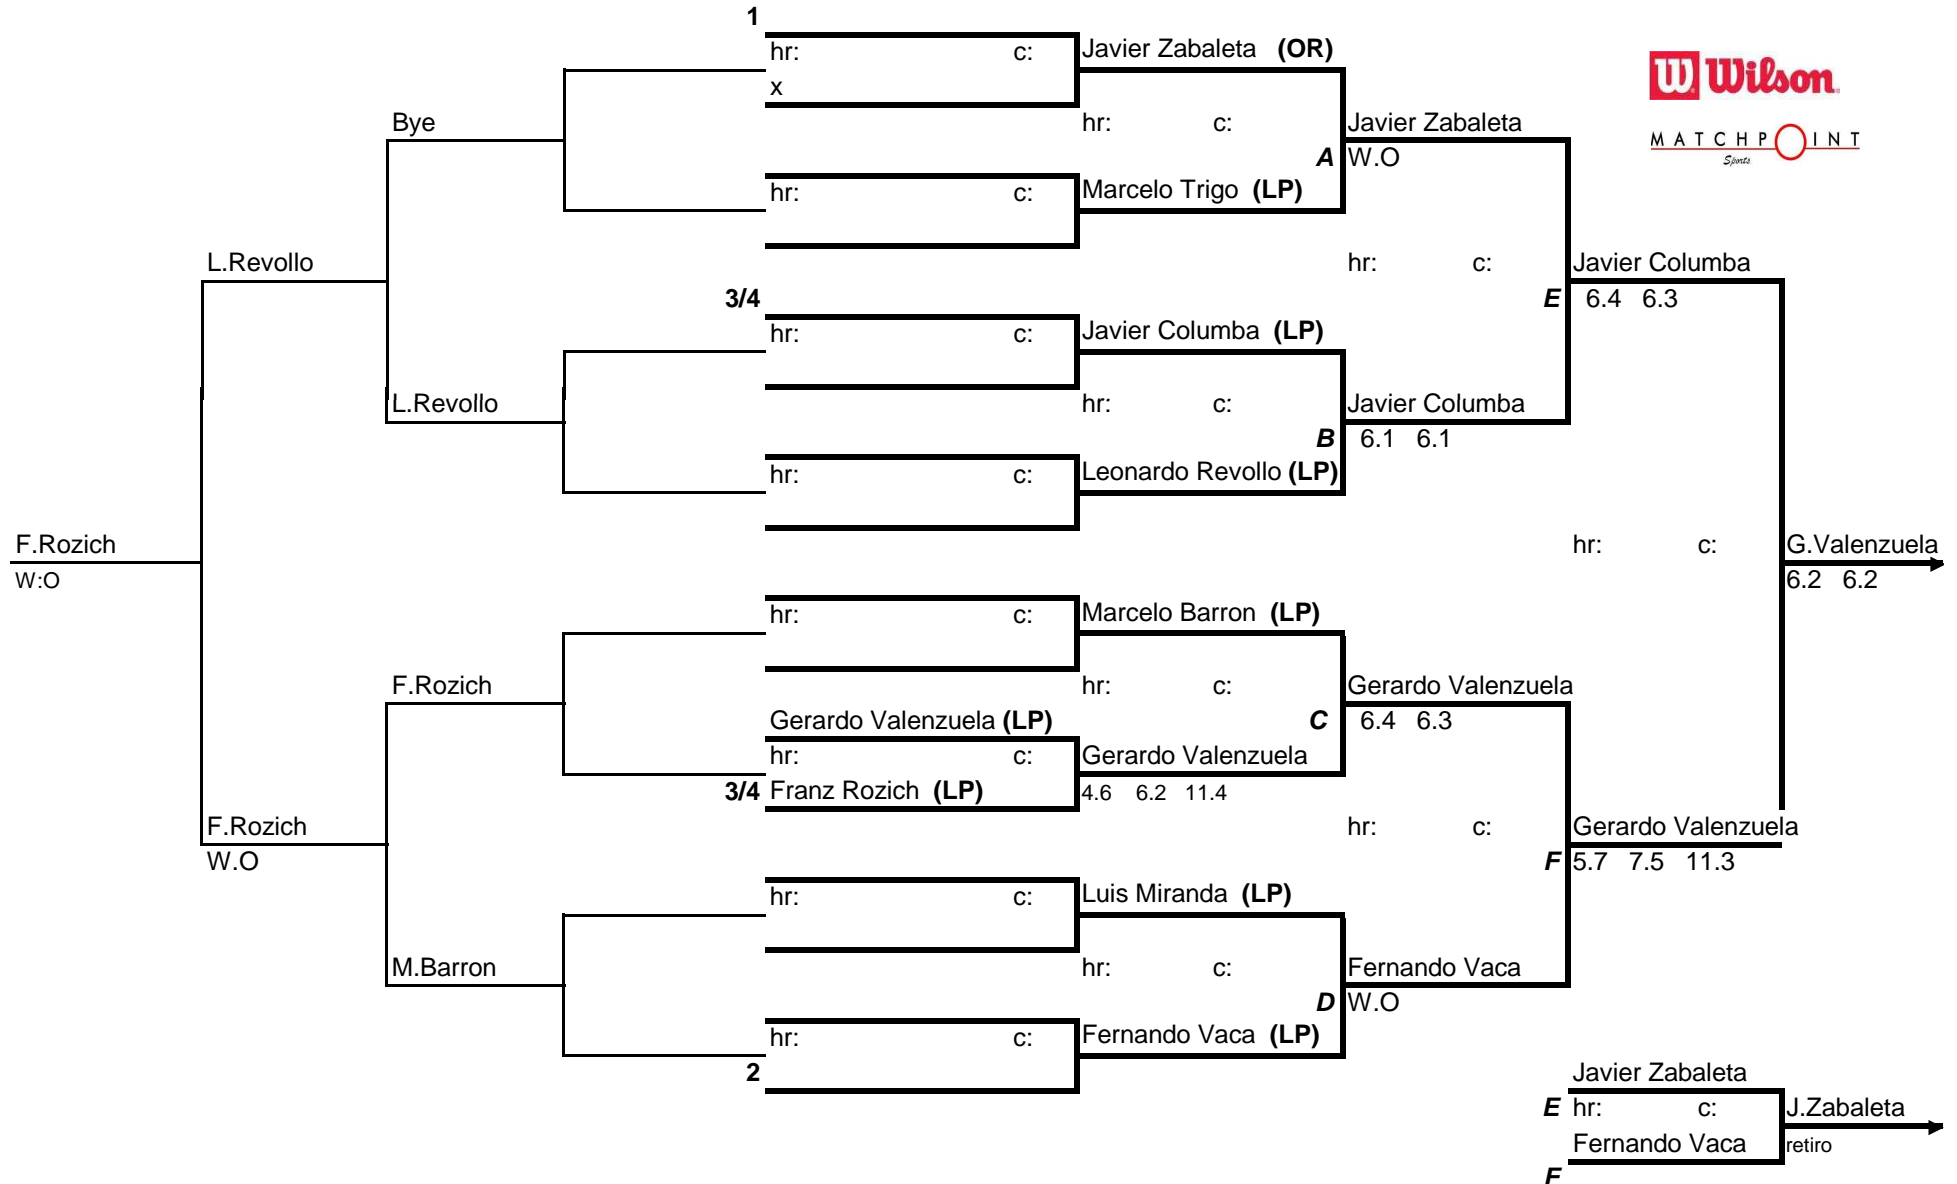 1
hr: c: Javier Zabaleta (OR)
x
Wilson
Bye hr: c: Javier Zabaleta
MATCHPOINT
Sports
A W.O
hr: c: Marcelo Trigo (LP)
L.Revollo hr: c: Javier Columba
3/4 E 6.4 6.3
hr: c: Javier Columba (LP)
L.Revollo hr: c: Javier Columba
B 6.1 6.1
hr: c: Leonardo Revollo (LP)
F.Rozich hr: c: G.Valenzuela
W:O 6.2 6.2
hr: c: Marcelo Barron (LP)
F.Rozich hr: c: Gerardo Valenzuela
Gerardo Valenzuela (LP) C 6.4 6.3
hr: c: Gerardo Valenzuela
3/4 Franz Rozich (LP) 4.6 6.2 11.4
F.Rozich hr: c: Gerardo Valenzuela
W.O F 5.7 7.5 11.3
hr: c: Luis Miranda (LP)
M.Barron hr: c: Fernando Vaca
D W.O
hr: c: Fernando Vaca (LP)
2 Javier Zabaleta
E hr: c: J.Zabaleta
Fernando Vaca retiro
F